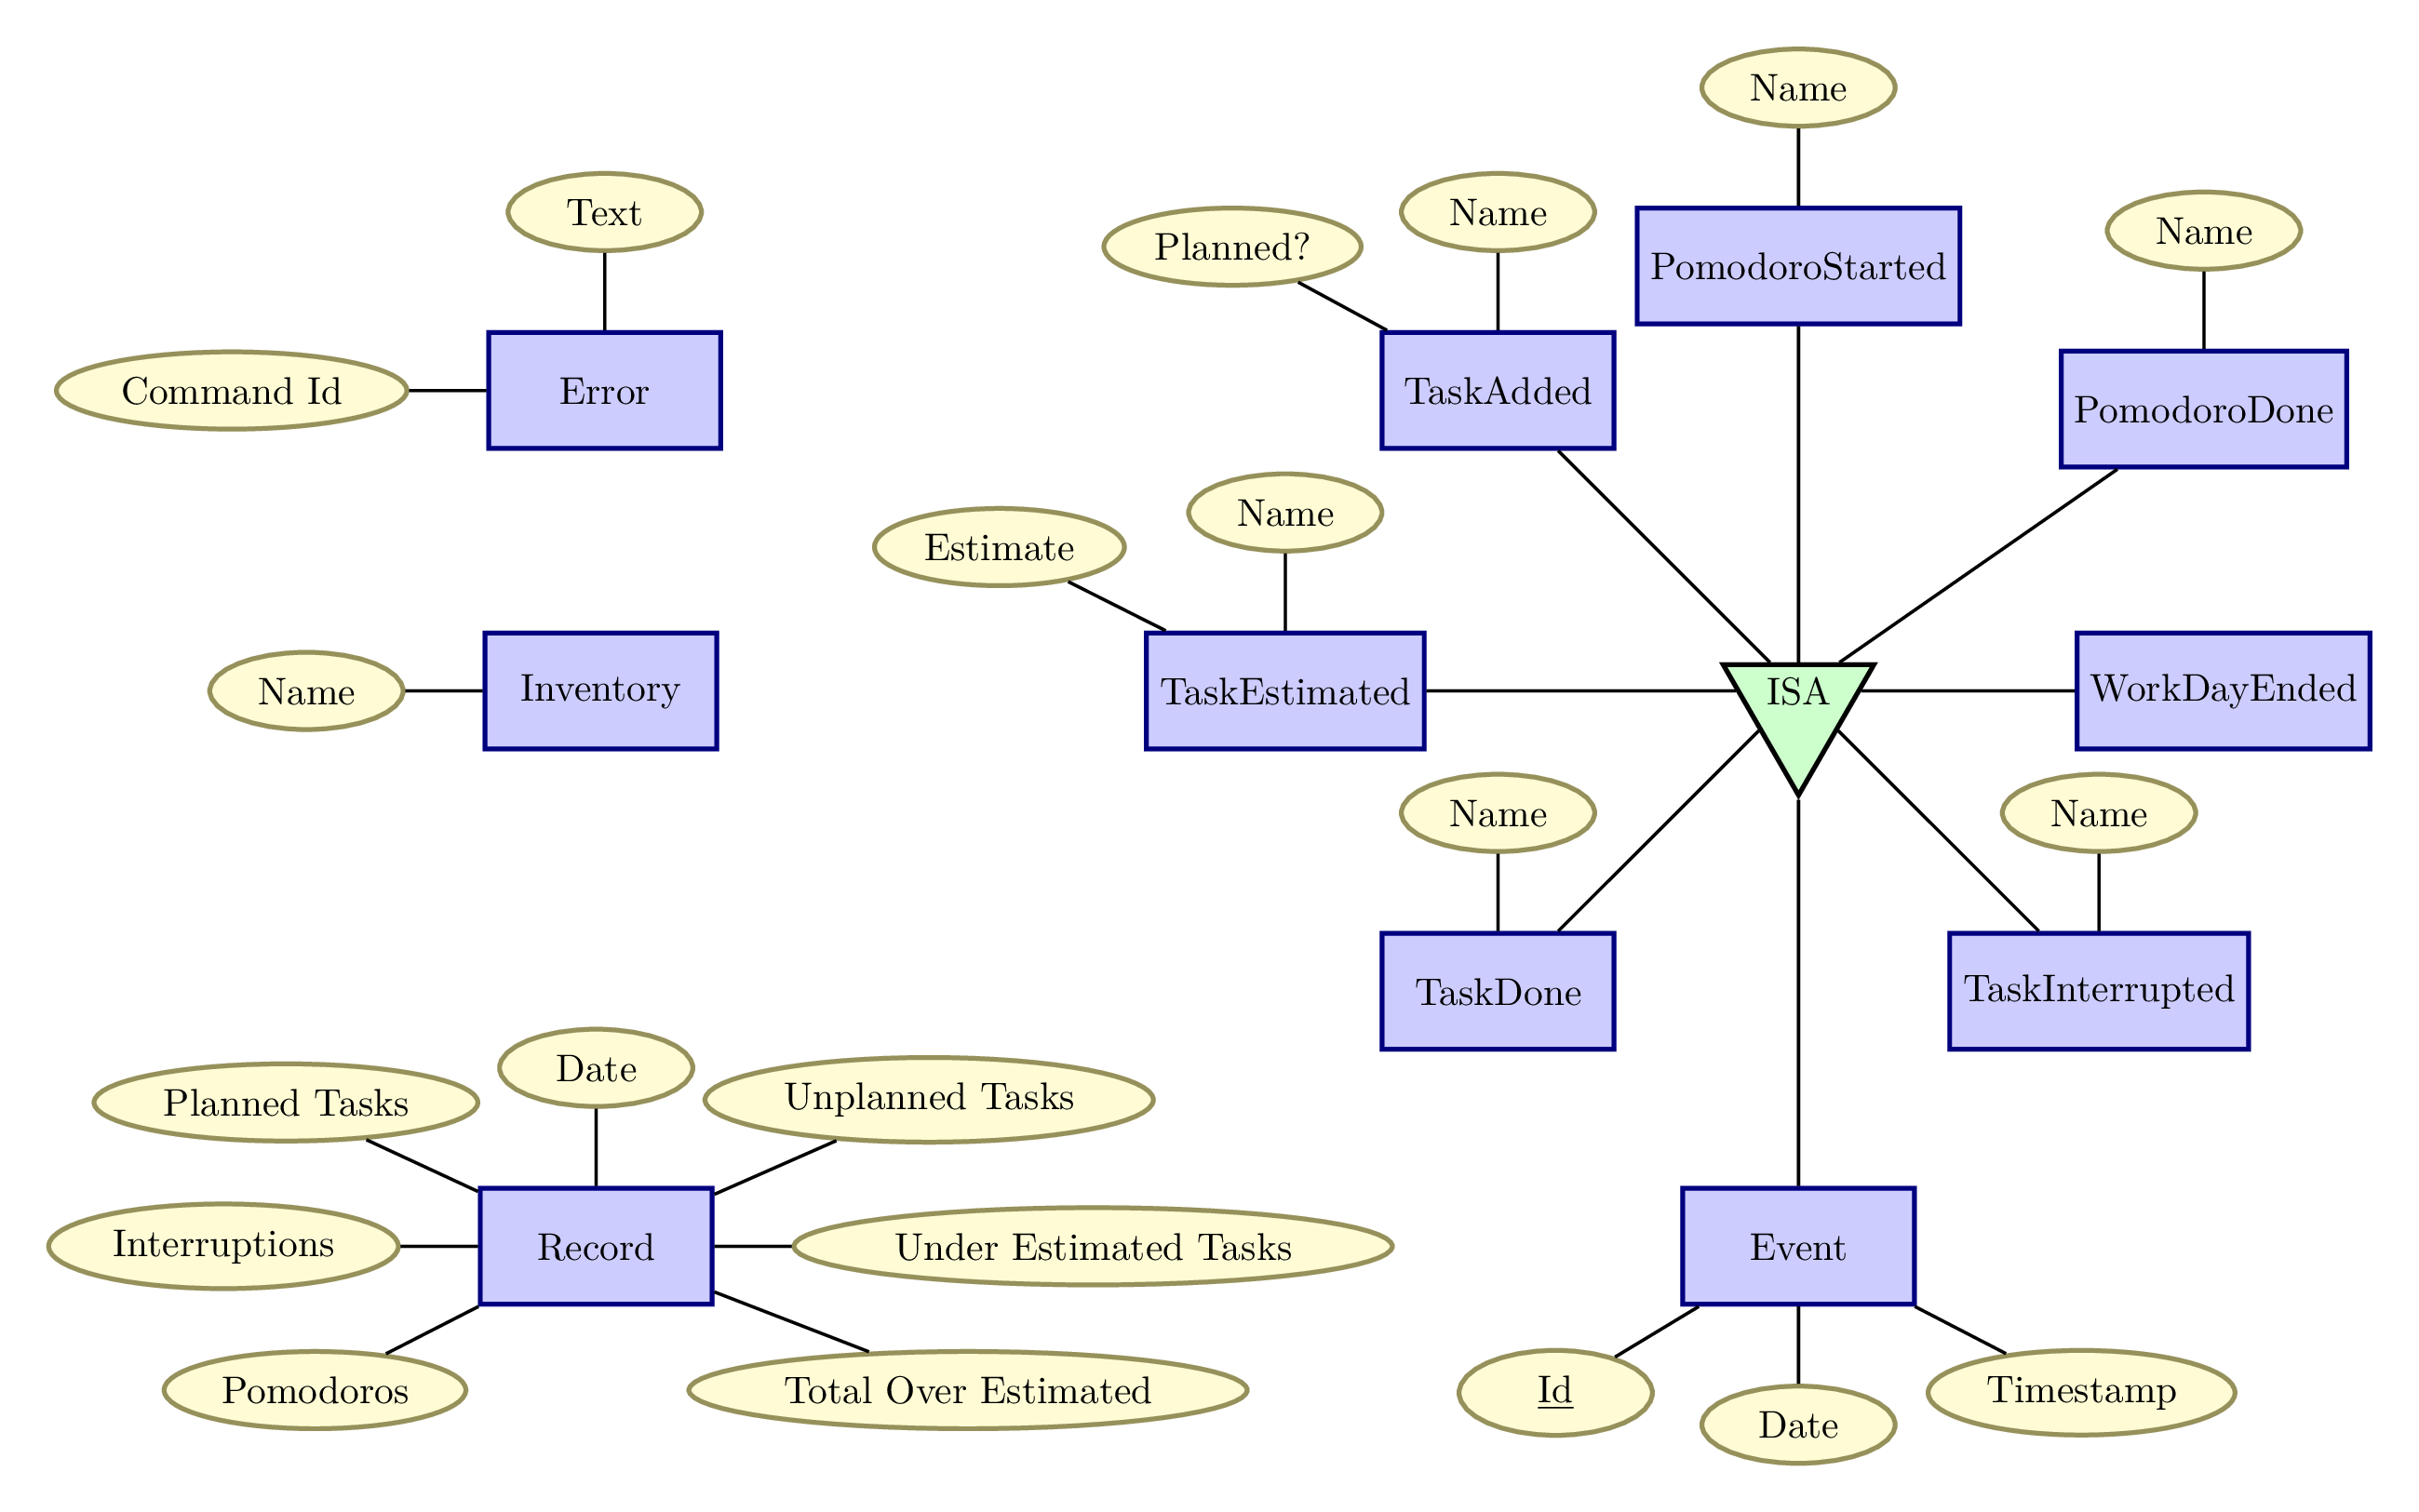 Name
Text
Name
Name
Planned?
PomodoroStarted
Command Id
Error
TaskAdded
PomodoroDone
Name
Estimate
Name
Inventory
TaskEstimated
ISA
WorkDayEnded
Name
Name
TaskDone
TaskInterrupted
Date
Planned Tasks
Unplanned Tasks
Interruptions
Record
Under Estimated Tasks
Event
Pomodoros
Total Over Estimated
Id
Timestamp
Date